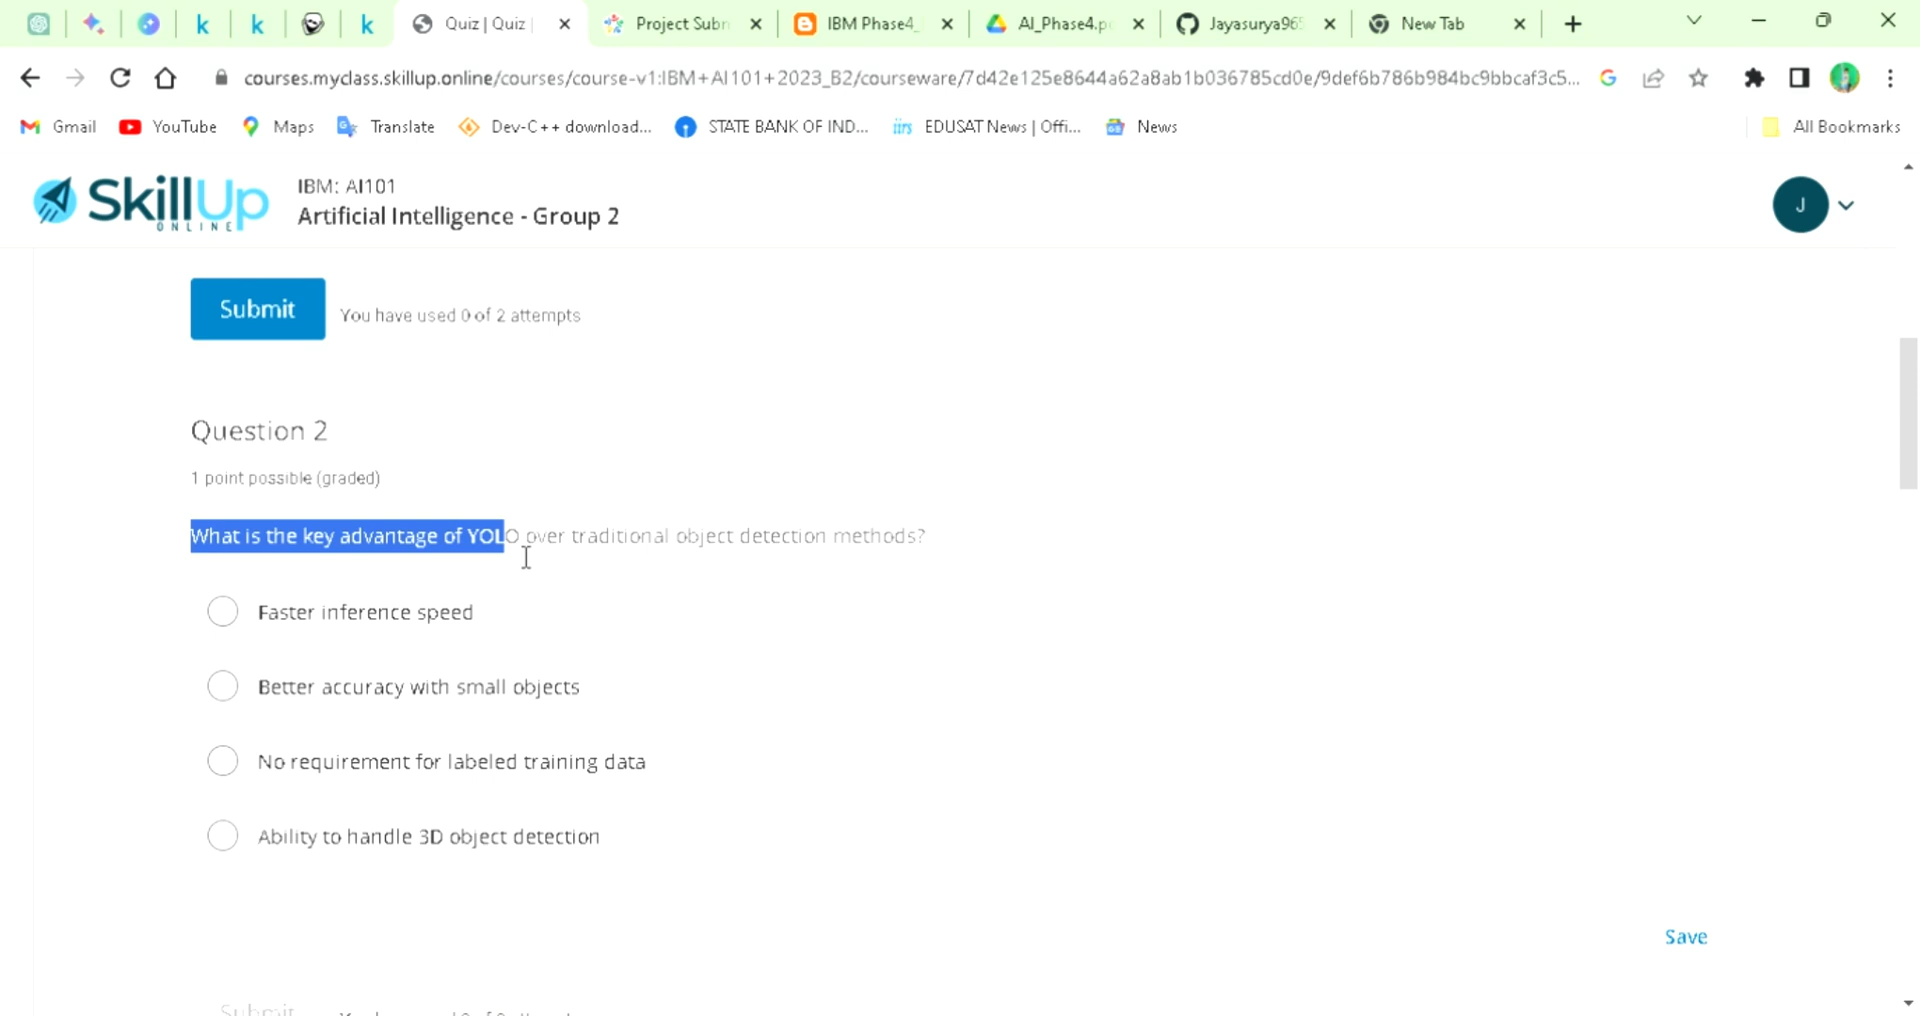 Quiz | Quiz
Project Subm
IBM Phase4_
AI_Phase4.p
Jayasurya965
New Tab
courses.myclass.skillup.online/courses/course-v1:IBM+AI101+2023_B2/courseware/7d42e125e8644a62a8ab1b036785cd0e/9def6b786b984bc9bbcaf3c5...
Gmail
YouTube
Maps
Translate
Dev-C++ download...
STATE BANK OF IND...
EDUSAT News | Offi...
News
All Bookmarks
SkillUp
ONLINE
IBM: AI101
Artificial Intelligence - Group 2
J
Submit
You have used 0 of 2 attempts
Question 2
1 point possible (graded)
What is the key advantage of YOLO over traditional object detection methods?
Faster inference speed
Better accuracy with small objects
No requirement for labeled training data
Ability to handle 3D object detection
Save
Submit